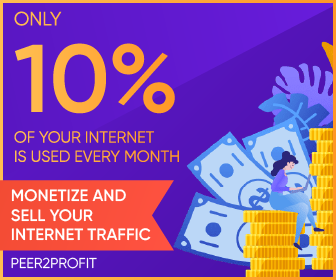 ONLY
10%
OF YOUR INTERNET
IS USED EVERY MONTH
MONETIZE AND
SELL YOUR
INTERNET TRAFFIC
PEER2PROFIT